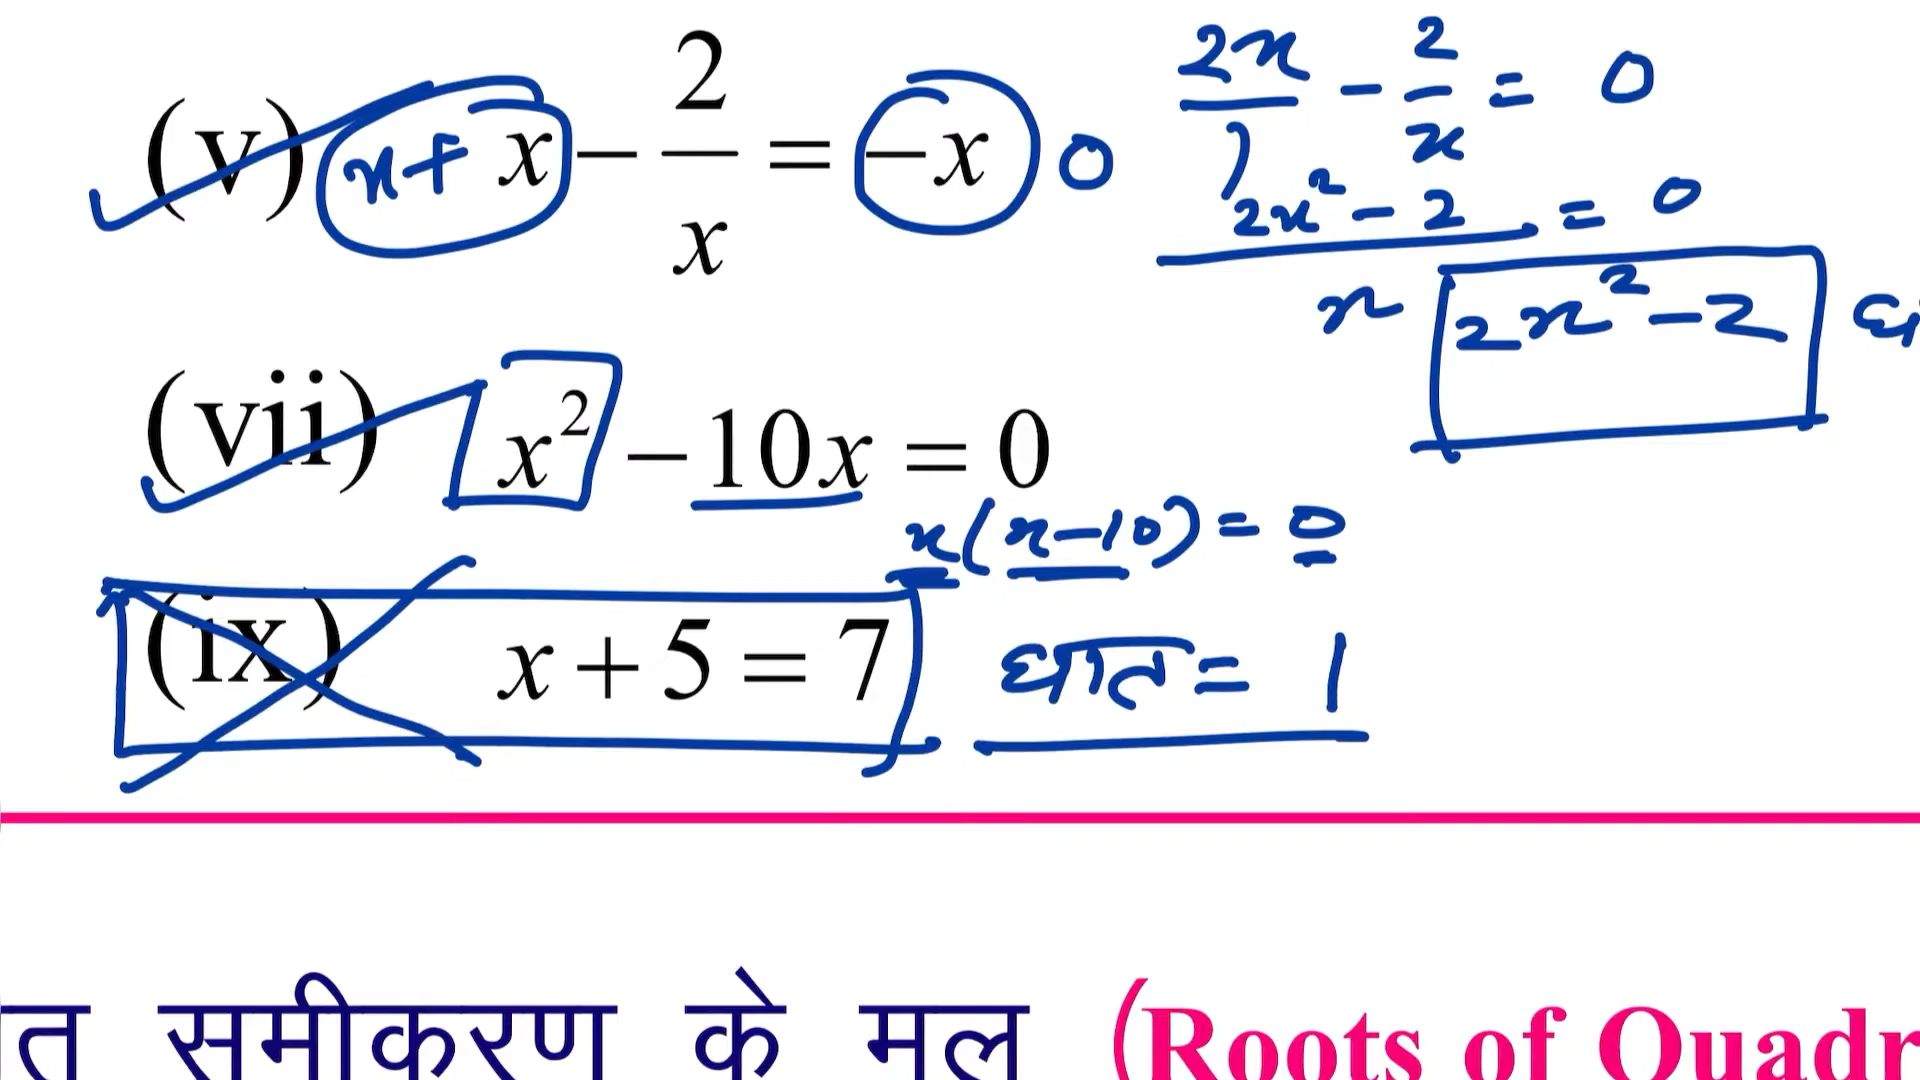 (v) x + x − 2/x = −x 0
2x/1 − 2/x = 0
2x² − 2 = 0
x
2x² − 2
(vii) x² − 10x = 0
x(x−10) = 0
(ix) x + 5 = 7
घात = 1
त समीकरण के मूल (Roots of Quadr